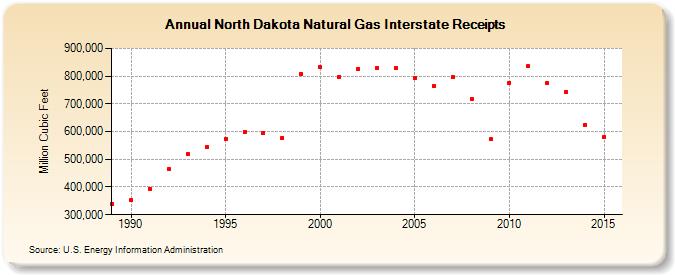 Annual North Dakota Natural Gas Interstate Receipts
Million Cubic Feet
900,000
800,000
700,000
600,000
500,000
400,000
300,000
1990 1995 2000 2005 2010 2015
Source: U.S. Energy Information Administration